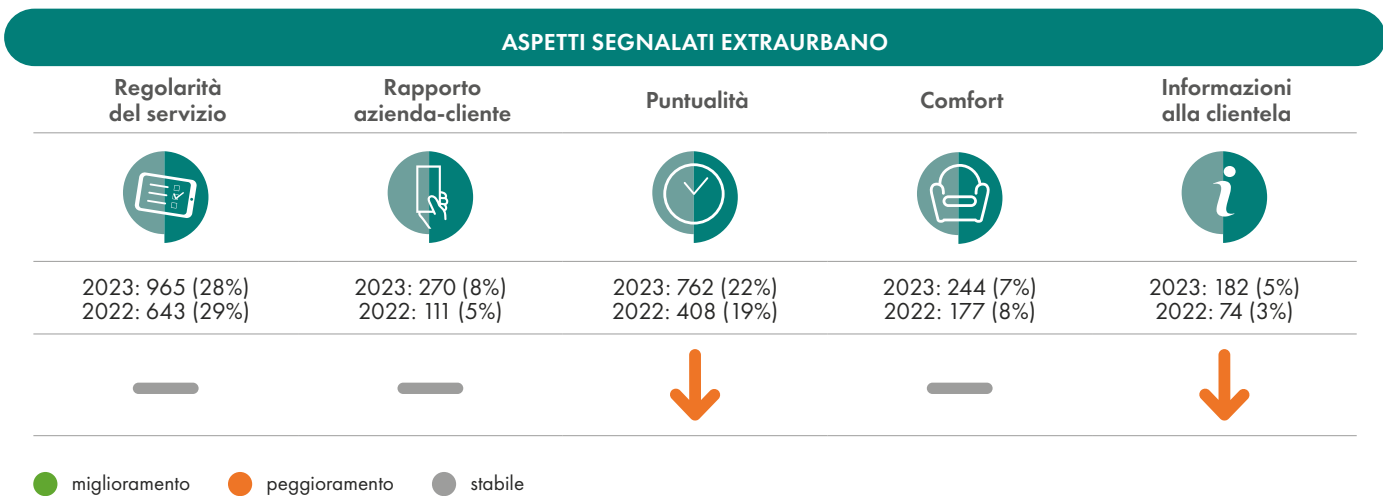 ASPETTI SEGNALATI EXTRAURBANO
Regolarità
del servizio
Rapporto
azienda-cliente
Puntualità
Comfort
Informazioni
alla clientela
2023: 965 (28%)
2022: 643 (29%)
2023: 270 (8%)
2022: 111 (5%)
2023: 762 (22%)
2022: 408 (19%)
2023: 244 (7%)
2022: 177 (8%)
2023: 182 (5%)
2022: 74 (3%)
miglioramento
peggioramento
stabile